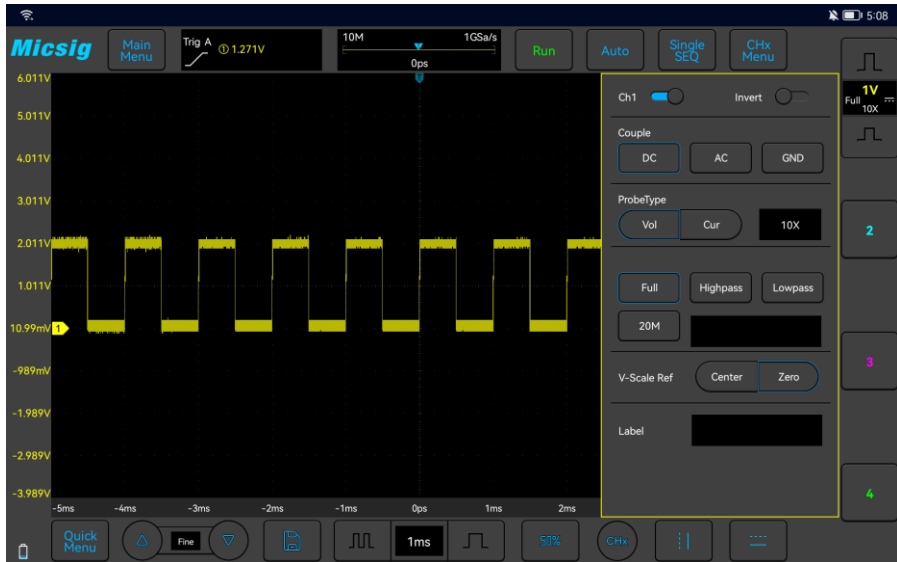 5:08
Micsig
Main
Menu
Trig A
① 1.271V
10M
1GSa/s
0ps
Run
Auto
Single
SEQ
CHx
Menu
6.011V
5.011V
4.011V
3.011V
2.011V
1.011V
10.99mV
1
-989mV
-1.989V
-2.989V
-3.989V
-5ms
-4ms
-3ms
-2ms
-1ms
0ps
1ms
2ms
Ch1
Invert
Couple
DC
AC
GND
ProbeType
Vol
Cur
10X
Full
Highpass
Lowpass
20M
V-Scale Ref
Center
Zero
Label
1V
Full
10X
2
3
4
Quick
Menu
Fine
1ms
50%
CHx